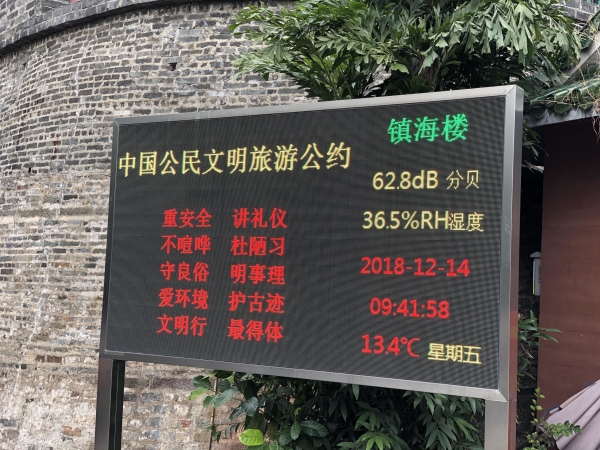 镇海楼
中国公民文明旅游公约
62.8dB 分贝
重安全 讲礼仪
36.5%RH湿度
不喧哗 杜陋习
守良俗 明事理
2018-12-14
爱环境 护古迹
09:41:58
文明行 最得体
13.4℃ 星期五